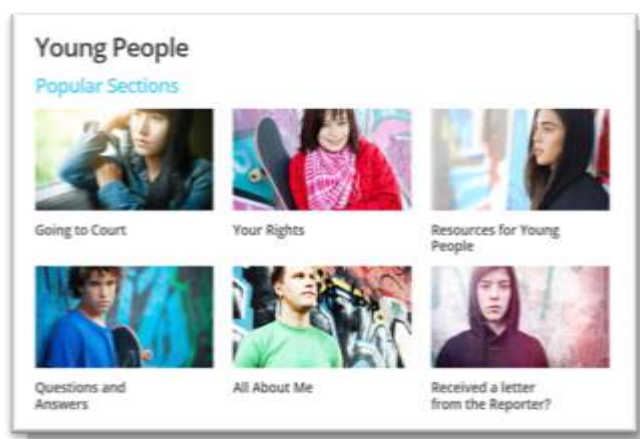 Young People
Popular Sections
Going to Court
Your Rights
Resources for Young
People
Questions and
Answers
All About Me
Received a letter
from the Reporter?